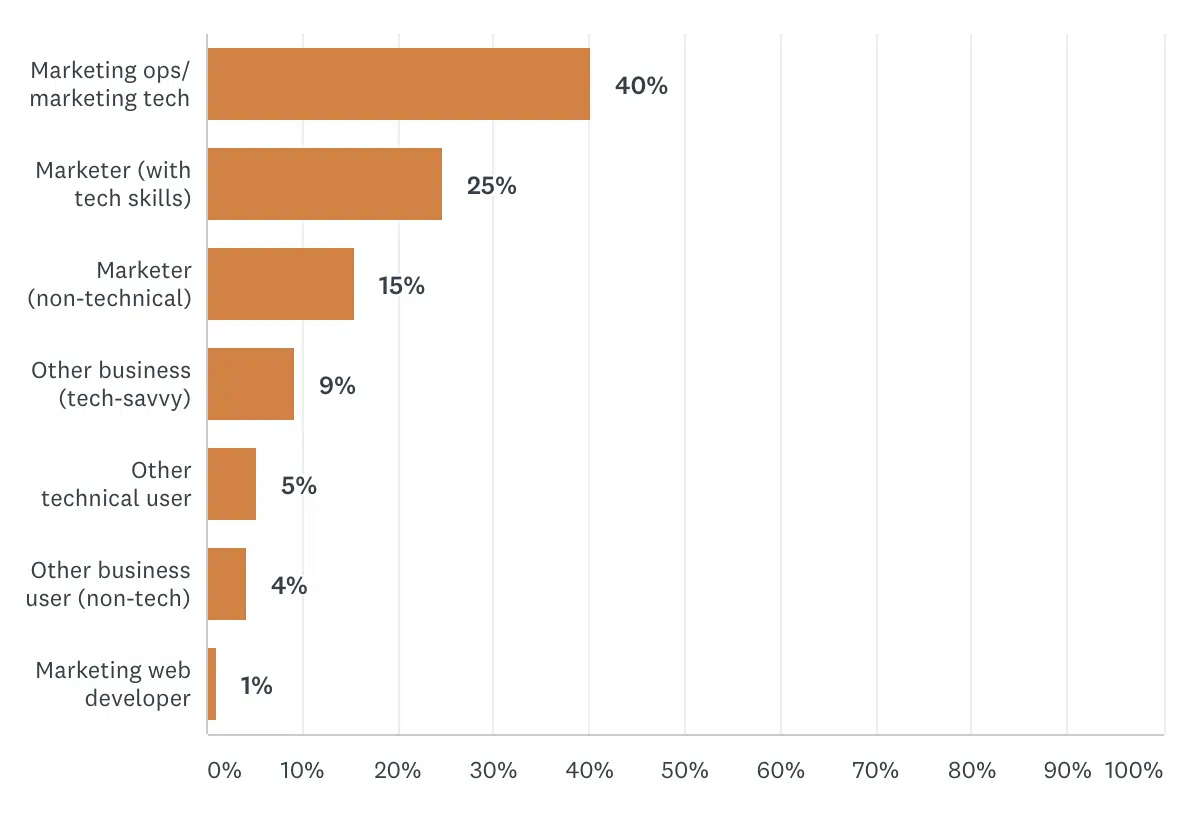 Marketing ops/
marketing tech
40%
Marketer (with
tech skills)
25%
Marketer
(non-technical)
15%
Other business
(tech-savvy)
9%
Other
technical user
5%
Other business
user (non-tech)
4%
Marketing web
developer
1%
0% 10% 20% 30% 40% 50% 60% 70% 80% 90% 100%